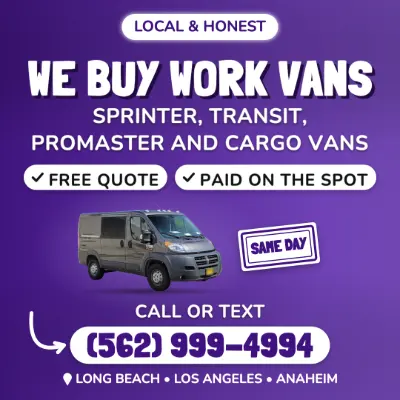 LOCAL & HONEST
WE BUY WORK VANS
SPRINTER, TRANSIT,
PROMASTER AND CARGO VANS
FREE QUOTE
PAID ON THE SPOT
SAME DAY
CALL OR TEXT
(562) 999-4994
LONG BEACH • LOS ANGELES • ANAHEIM